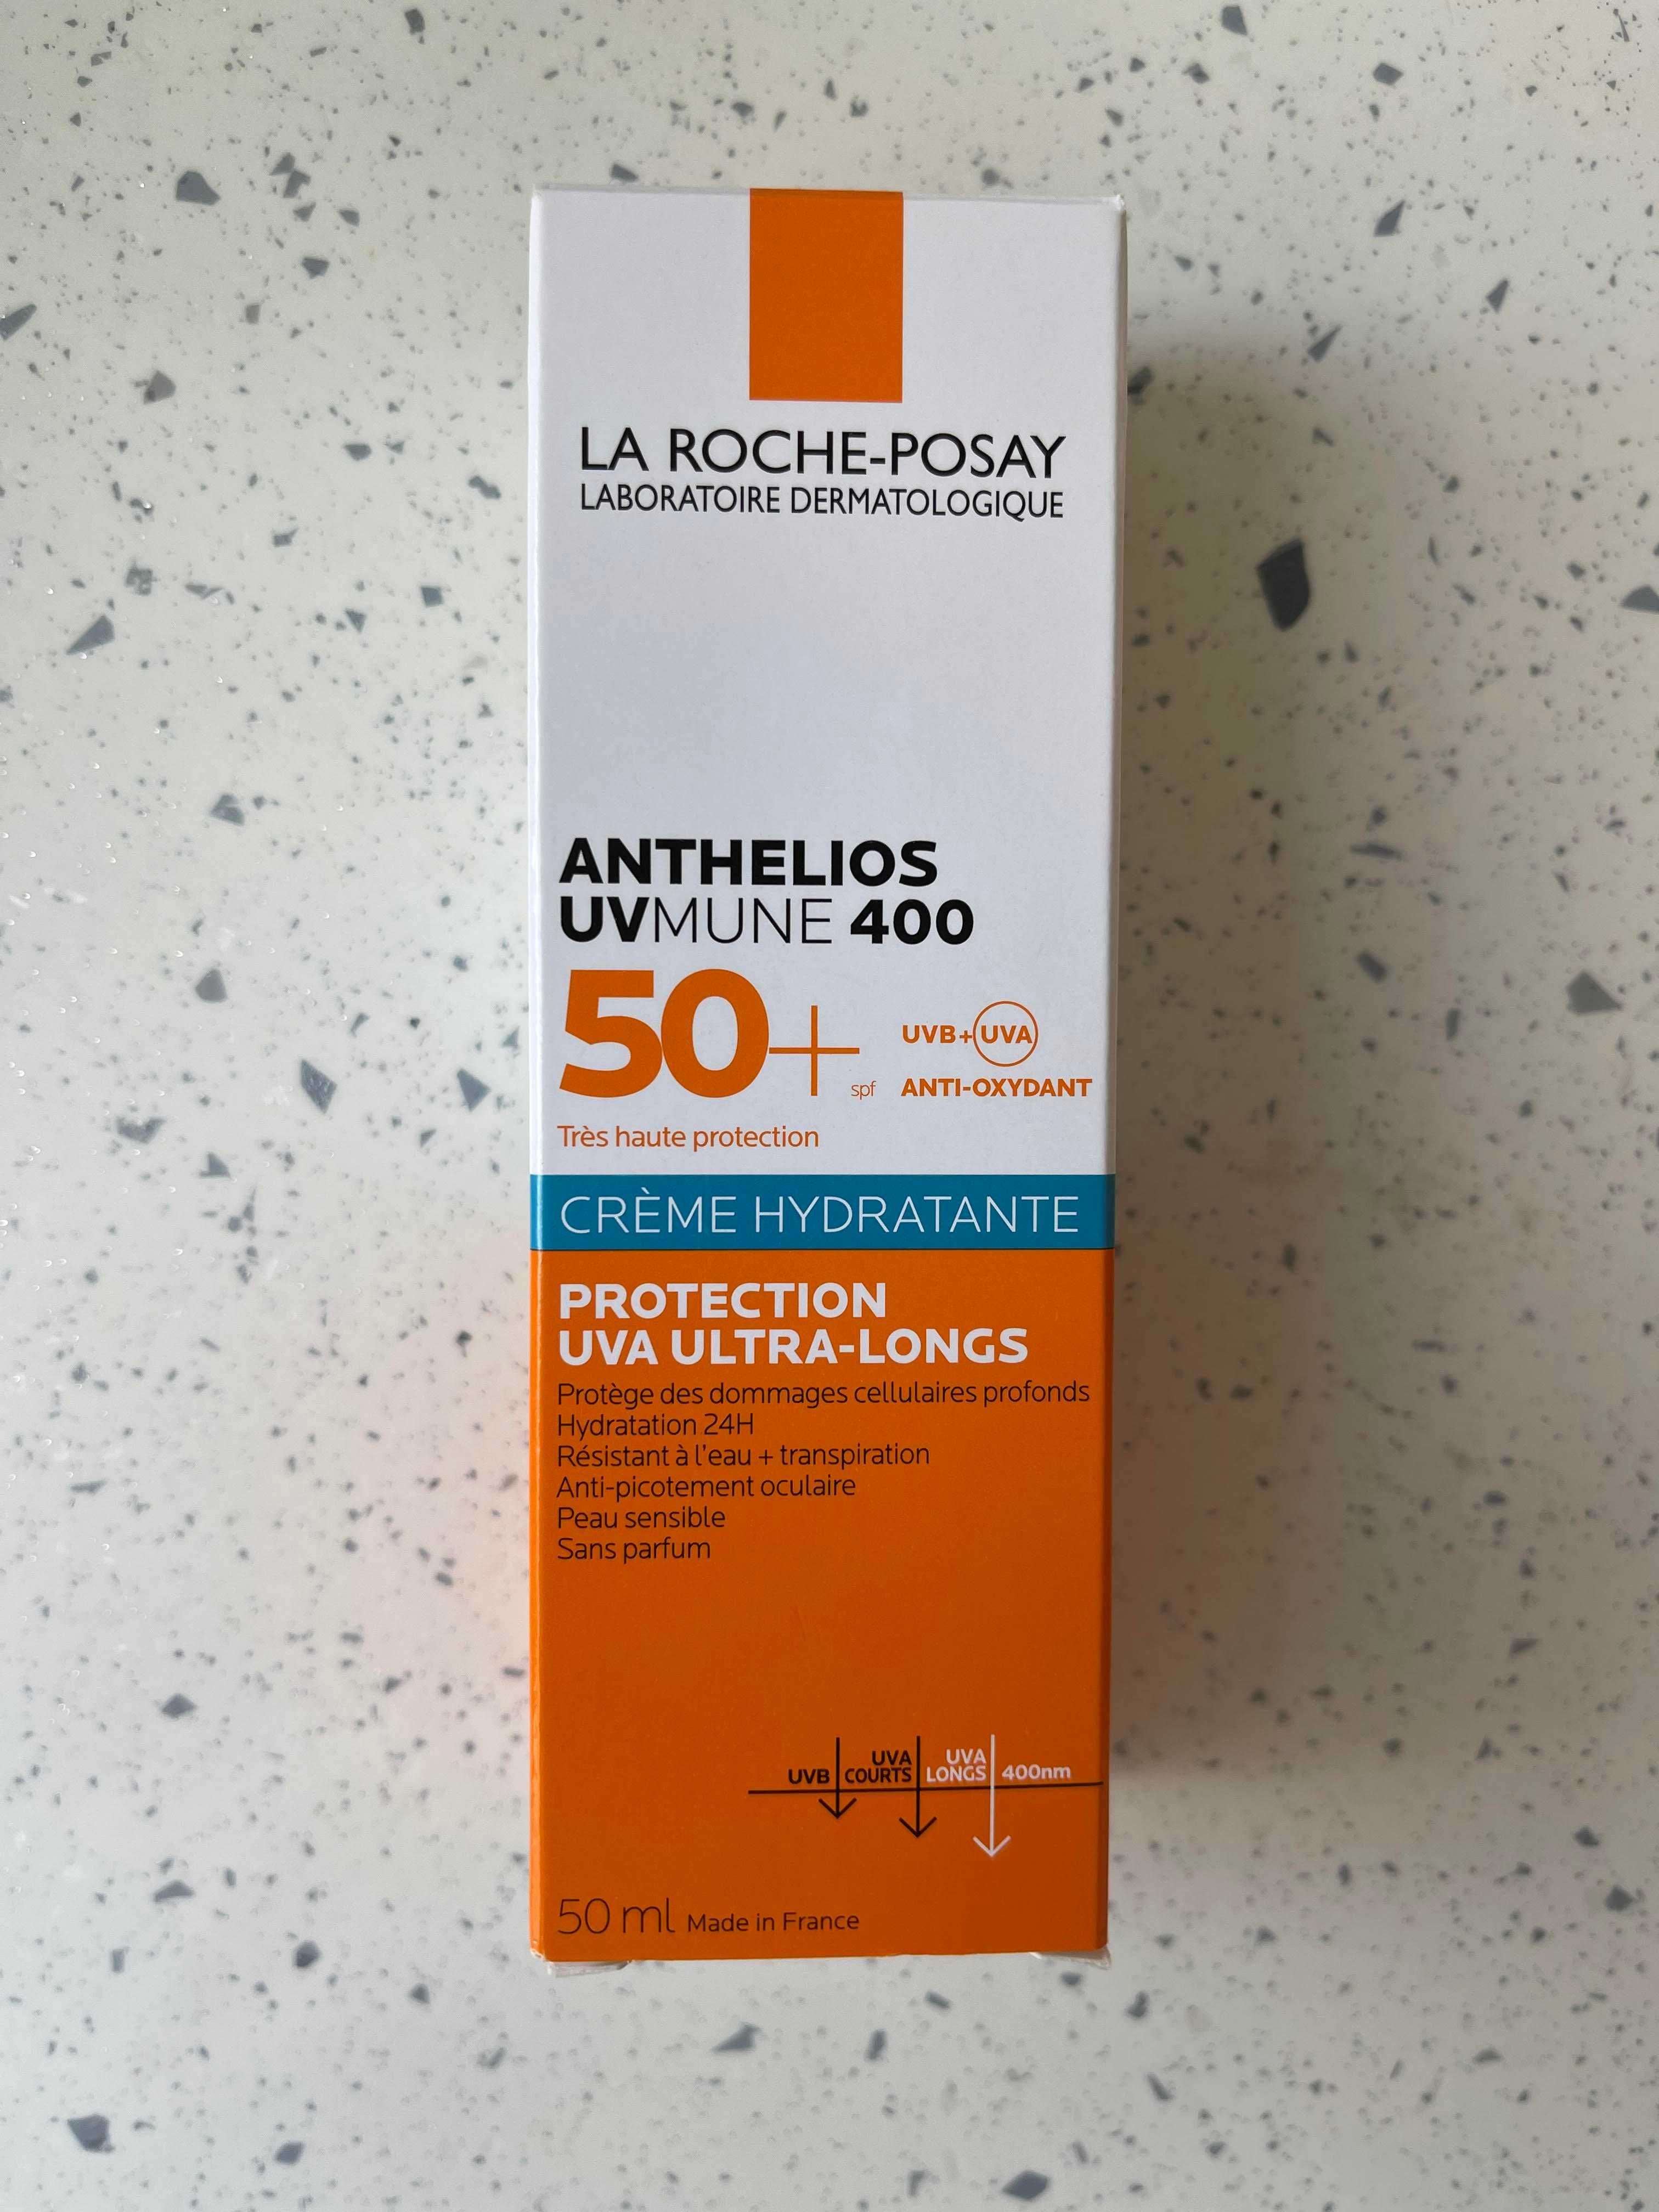 LA ROCHE-POSAY
LABORATOIRE DERMATOLOGIQUE
ANTHELIOS
UVMUNE 400
50+ spf
UVB+UVA
ANTI-OXYDANT
Très haute protection
CRÈME HYDRATANTE
PROTECTION
UVA ULTRA-LONGS
Protège des dommages cellulaires profonds
Hydratation 24H
Résistant à l'eau + transpiration
Anti-picotement oculaire
Peau sensible
Sans parfum
UVB
UVA
COURTS
UVA
LONGS
400nm
50 ml Made in France